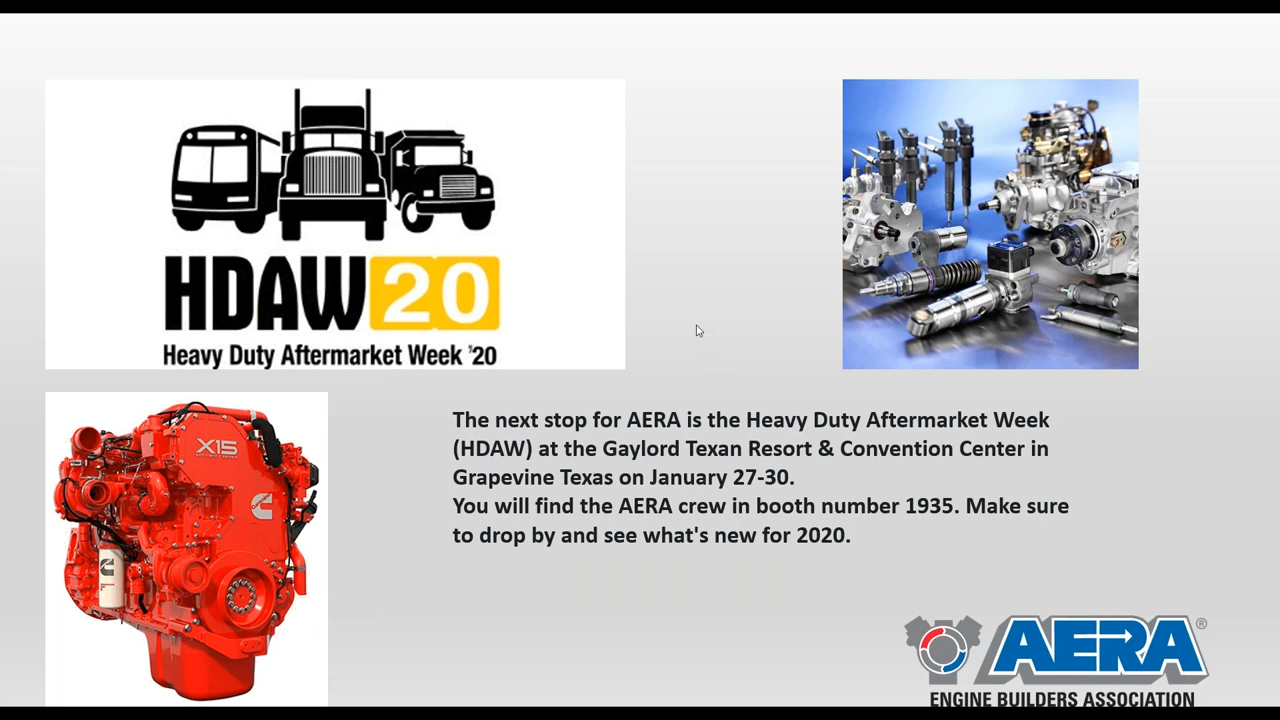 HDAW20
Heavy Duty Aftermarket Week '20
X15
The next stop for AERA is the Heavy Duty Aftermarket Week
(HDAW) at the Gaylord Texan Resort & Convention Center in
Grapevine Texas on January 27-30.
You will find the AERA crew in booth number 1935. Make sure
to drop by and see what's new for 2020.
AERA®
ENGINE BUILDERS ASSOCIATION